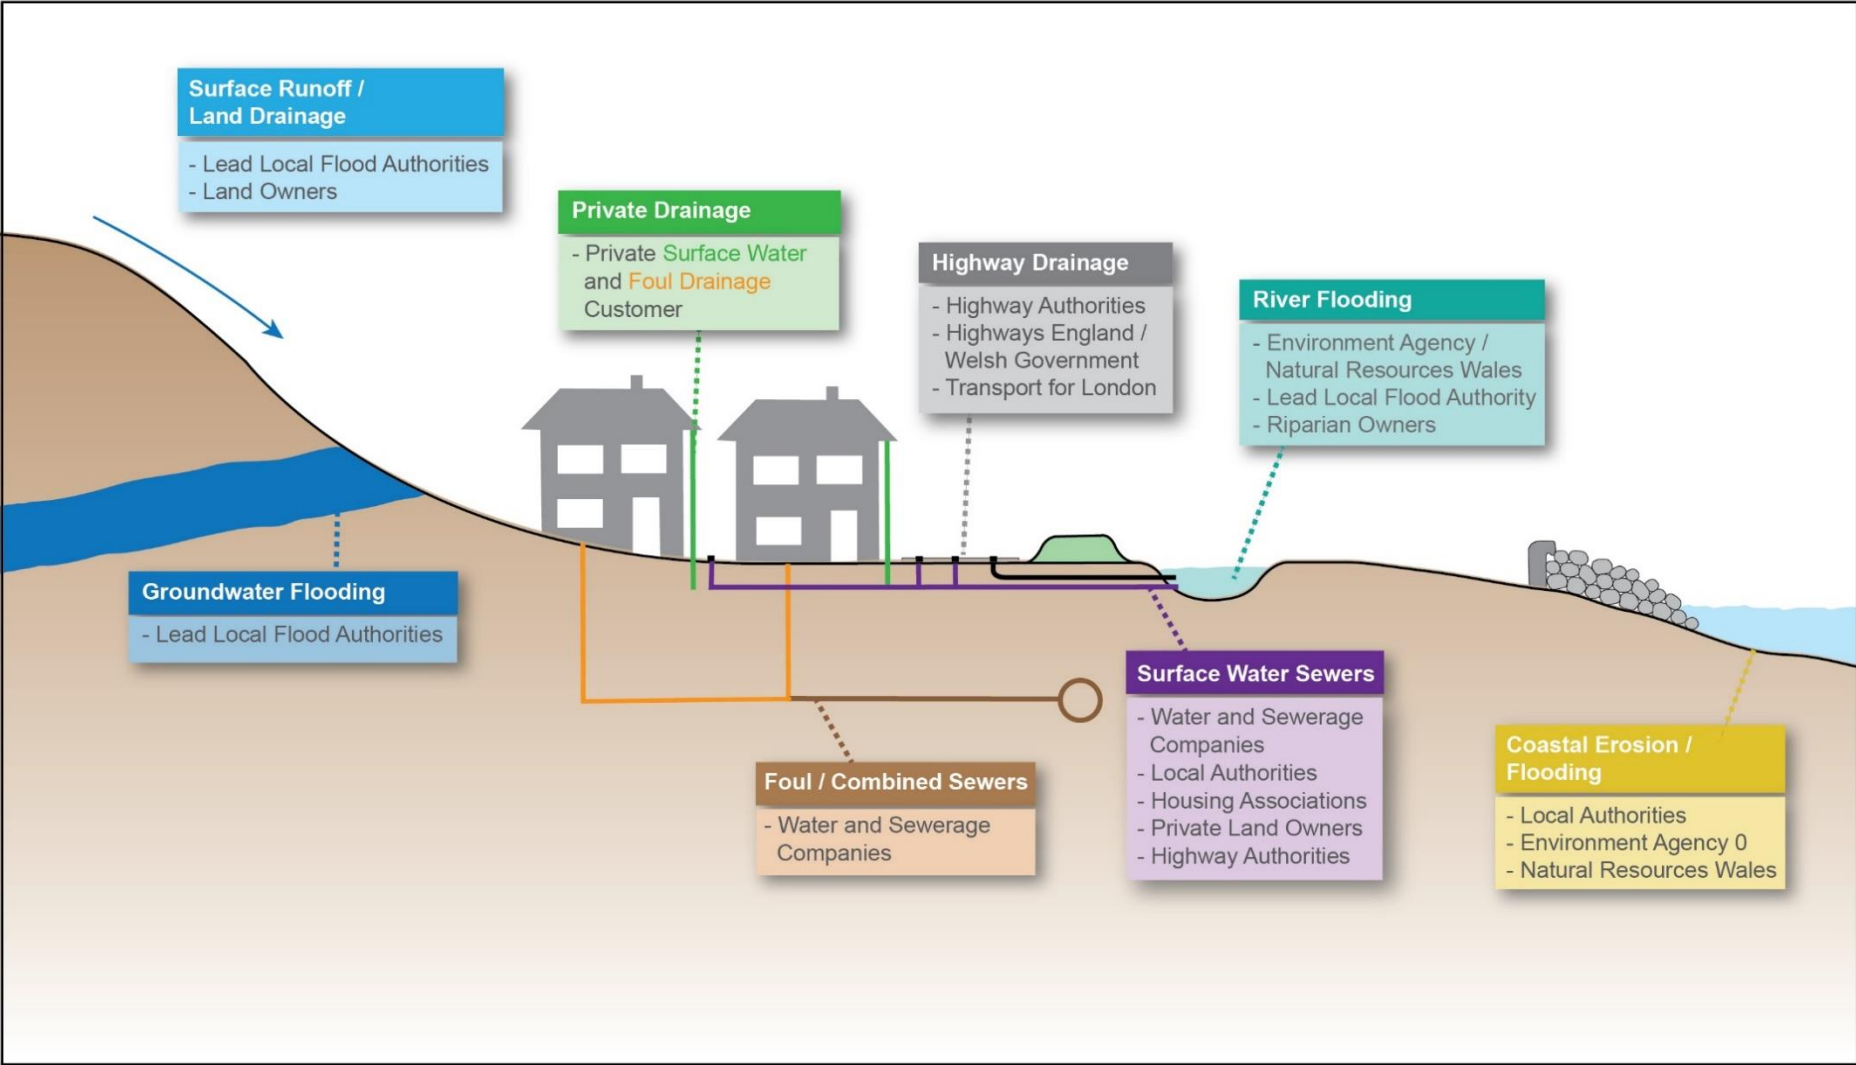 Surface Runoff /
Land Drainage
- Lead Local Flood Authorities
- Land Owners
Private Drainage
- Private Surface Water
and Foul Drainage
Customer
Highway Drainage
- Highway Authorities
- Highways England /
Welsh Government
- Transport for London
River Flooding
- Environment Agency /
Natural Resources Wales
- Lead Local Flood Authority
- Riparian Owners
Groundwater Flooding
- Lead Local Flood Authorities
Foul / Combined Sewers
- Water and Sewerage
Companies
Surface Water Sewers
- Water and Sewerage
Companies
- Local Authorities
- Housing Associations
- Private Land Owners
- Highway Authorities
Coastal Erosion /
Flooding
- Local Authorities
- Environment Agency 0
- Natural Resources Wales